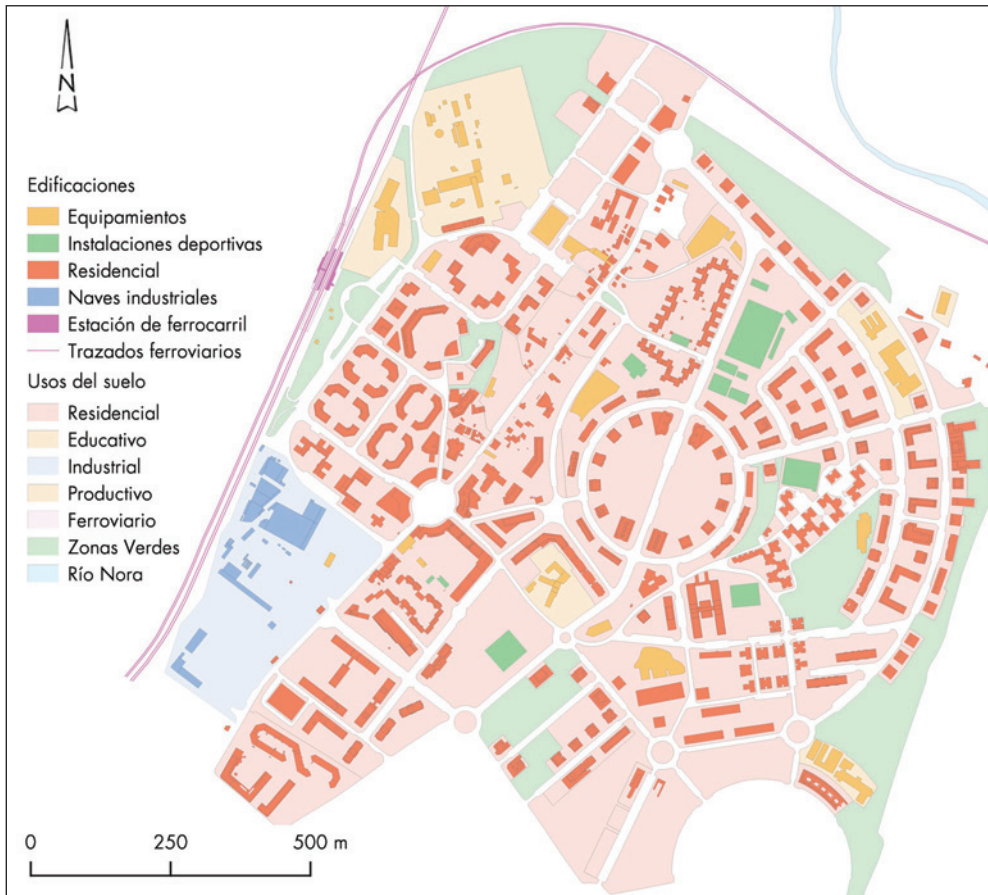 N
Edificaciones
Equipamientos
Instalaciones deportivas
Residencial
Naves industriales
Estación de ferrocarril
Trazados ferroviarios
Usos del suelo
Residencial
Educativo
Industrial
Productivo
Ferroviario
Zonas Verdes
Río Nora
0 250 500 m